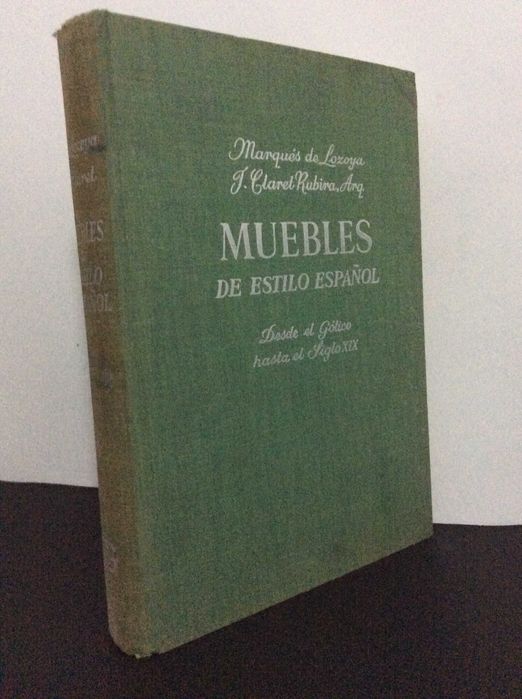 Marqués de Lozoya
J. Claret Rubira, Arq.
MUEBLES
DE ESTILO ESPAÑOL
Desde el Gótico
hasta el Siglo XIX